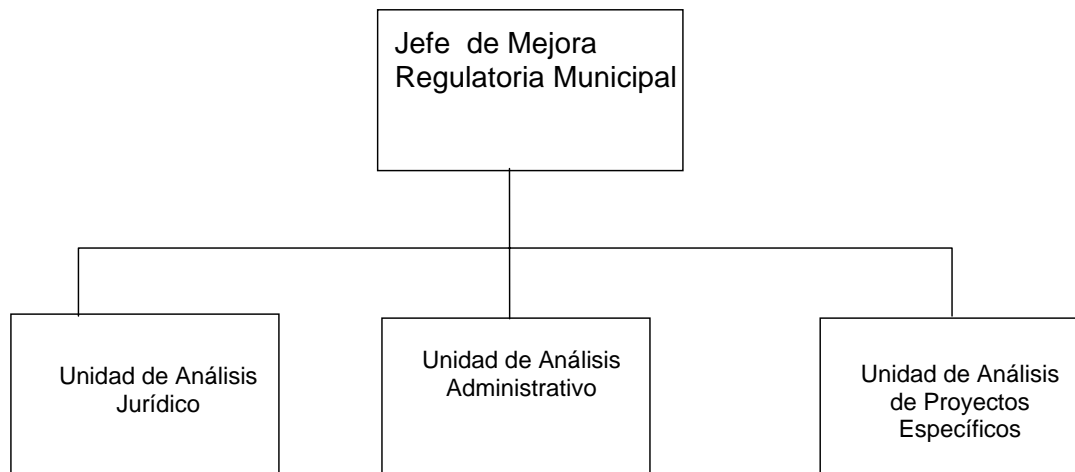 Jefe de Mejora
Regulatoria Municipal
Unidad de Análisis
Jurídico
Unidad de Análisis
Administrativo
Unidad de Análisis
de Proyectos
Específicos